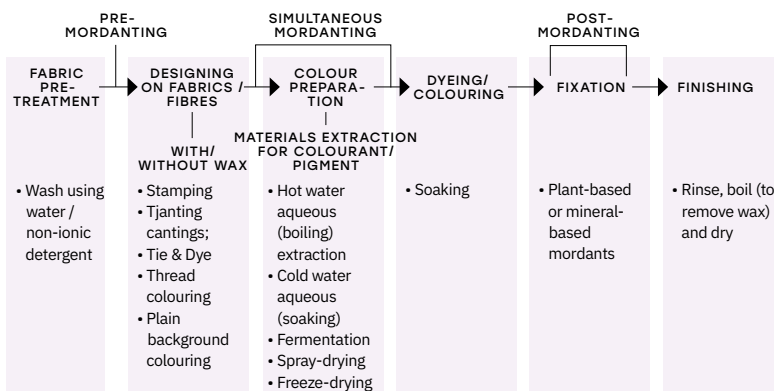 PRE-
MORDANTING
SIMULTANEOUS
MORDANTING
POST-
MORDANTING
FABRIC
PRE-
TREATMENT
DESIGNING
ON FABRICS /
FIBRES
COLOUR
PREPARA-
TION
DYEING/
COLOURING
FIXATION
FINISHING
WITH/
WITHOUT WAX
MATERIALS EXTRACTION
FOR COLOURANT/
PIGMENT
• Wash using
water /
non-ionic
detergent
• Stamping
• Tjanting
cantings;
• Tie & Dye
• Thread
colouring
• Plain
background
colouring
• Hot water
aqueous
(boiling)
extraction
• Cold water
aqueous
(soaking)
• Fermentation
• Spray-drying
• Freeze-drying
• Soaking
• Plant-based
or mineral-
based
mordants
• Rinse, boil (to
remove wax)
and dry